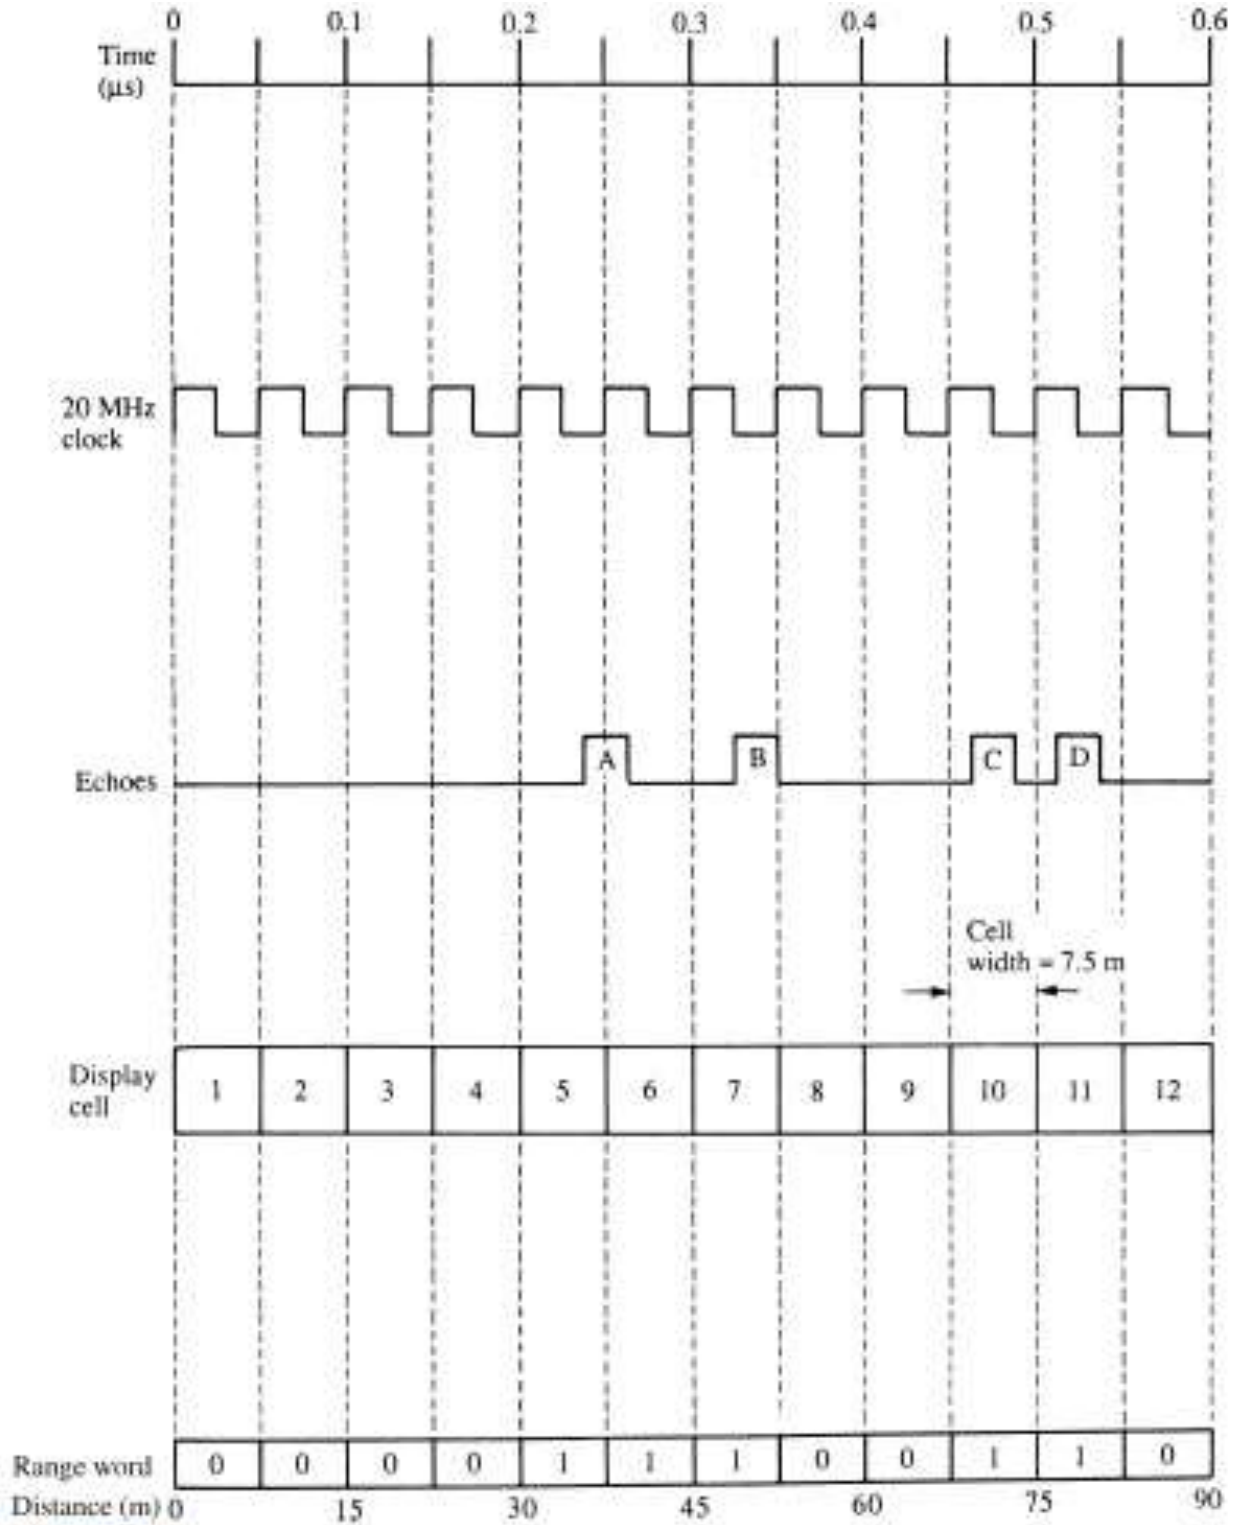 0 0.1 0.2 0.3 0.4 0.5 0.6
Time
(μs)
20 MHz
clock
A B C D
Echoes
Cell
width = 7.5 m
Display
cell
1 2 3 4 5 6 7 8 9 10 11 12
Range word 0 0 0 0 1 1 1 0 0 1 1 0
Distance (m) 0 15 30 45 60 75 90